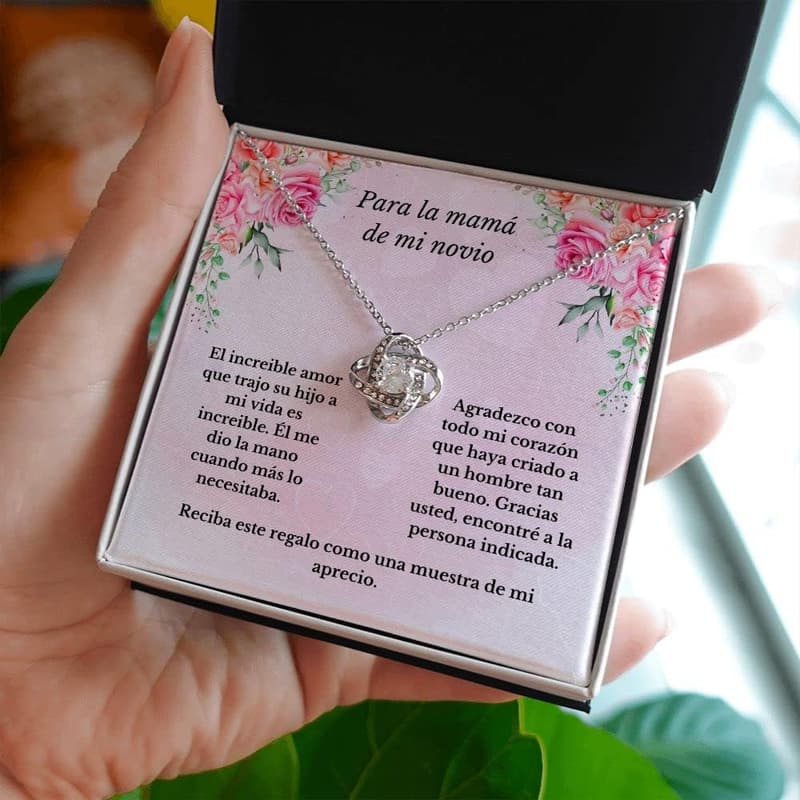 Para la mamá
de mi novio
El increible amor
que trajo su hijo a
mi vida es
increible. Él me
dio la mano
cuando más lo
necesitaba.
Agradezco con
todo mi corazón
que haya criado a
un hombre tan
bueno. Gracias
usted, encontré a la
persona indicada.
Reciba este regalo como una muestra de mi
aprecio.